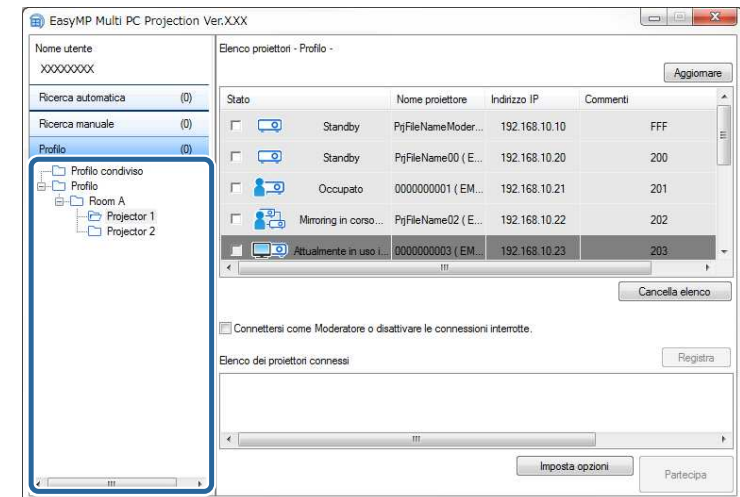 EasyMP Multi PC Projection Ver.XXX
Nome utente
XXXXXXXX
Ricerca automatica (0)
Ricerca manuale (0)
Profilo (0)
Profilo condiviso
Profilo
Room A
Projector 1
Projector 2
Elenco proiettori - Profilo -
Aggiornare
Stato Nome proiettore Indirizzo IP Commenti
Standby PrjFileNameModer... 192.168.10.10 FFF
Standby PrjFileName00 ( E... 192.168.10.20 200
Occupato 0000000001 ( EM... 192.168.10.21 201
Mirroring in corso... PrjFileName02 ( E... 192.168.10.22 202
Attualmente in uso i... 0000000003 ( EM... 192.168.10.23 203
Cancella elenco
Connettersi come Moderatore o disattivare le connessioni interrotte.
Elenco dei proiettori connessi
Registra
Imposta opzioni
Partecipa